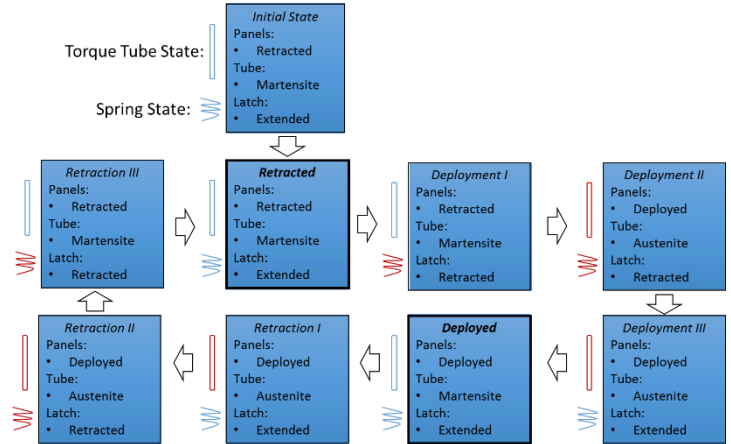 Initial State
Panels:
• Retracted
Tube:
• Martensite
Latch:
• Extended
Torque Tube State:
Spring State:
Retraction III
Panels:
• Retracted
Tube:
• Martensite
Latch:
• Retracted
Retracted
Panels:
• Retracted
Tube:
• Martensite
Latch:
• Extended
Deployment I
Panels:
• Retracted
Tube:
• Martensite
Latch:
• Retracted
Deployment II
Panels:
• Deployed
Tube:
• Austenite
Latch:
• Retracted
Retraction II
Panels:
• Deployed
Tube:
• Austenite
Latch:
• Retracted
Retraction I
Panels:
• Deployed
Tube:
• Austenite
Latch:
• Extended
Deployed
Panels:
• Deployed
Tube:
• Martensite
Latch:
• Extended
Deployment III
Panels:
• Deployed
Tube:
• Austenite
Latch:
• Extended